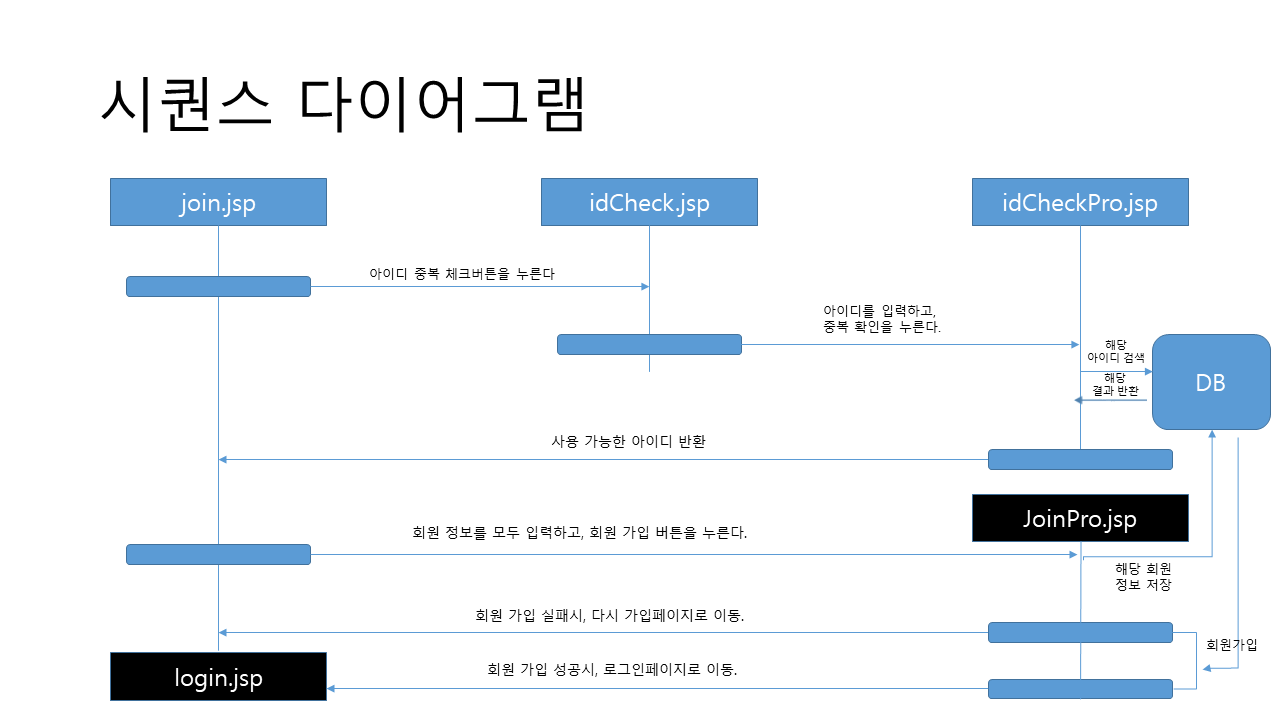 시퀀스 다이어그램
join.jsp
idCheck.jsp
idCheckPro.jsp
아이디 중복 체크버튼을 누른다
아이디를 입력하고,
중복 확인을 누른다.
해당
아이디 검색
해당
결과 반환
DB
사용 가능한 아이디 반환
JoinPro.jsp
회원 정보를 모두 입력하고, 회원 가입 버튼을 누른다.
해당 회원
정보 저장
회원 가입 실패시, 다시 가입페이지로 이동.
회원가입
login.jsp
회원 가입 성공시, 로그인페이지로 이동.